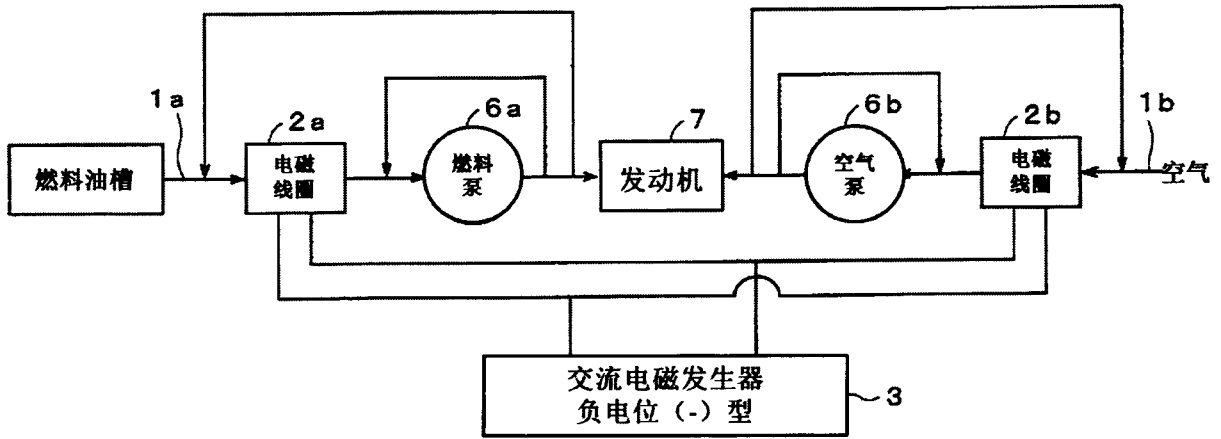 1a
2a
6a
7
6b
2b
1b
燃料油槽
电磁
线圈
燃料
泵
发动机
空气
泵
电磁
线圈
空气
交流电磁发生器
负电位（-）型
3